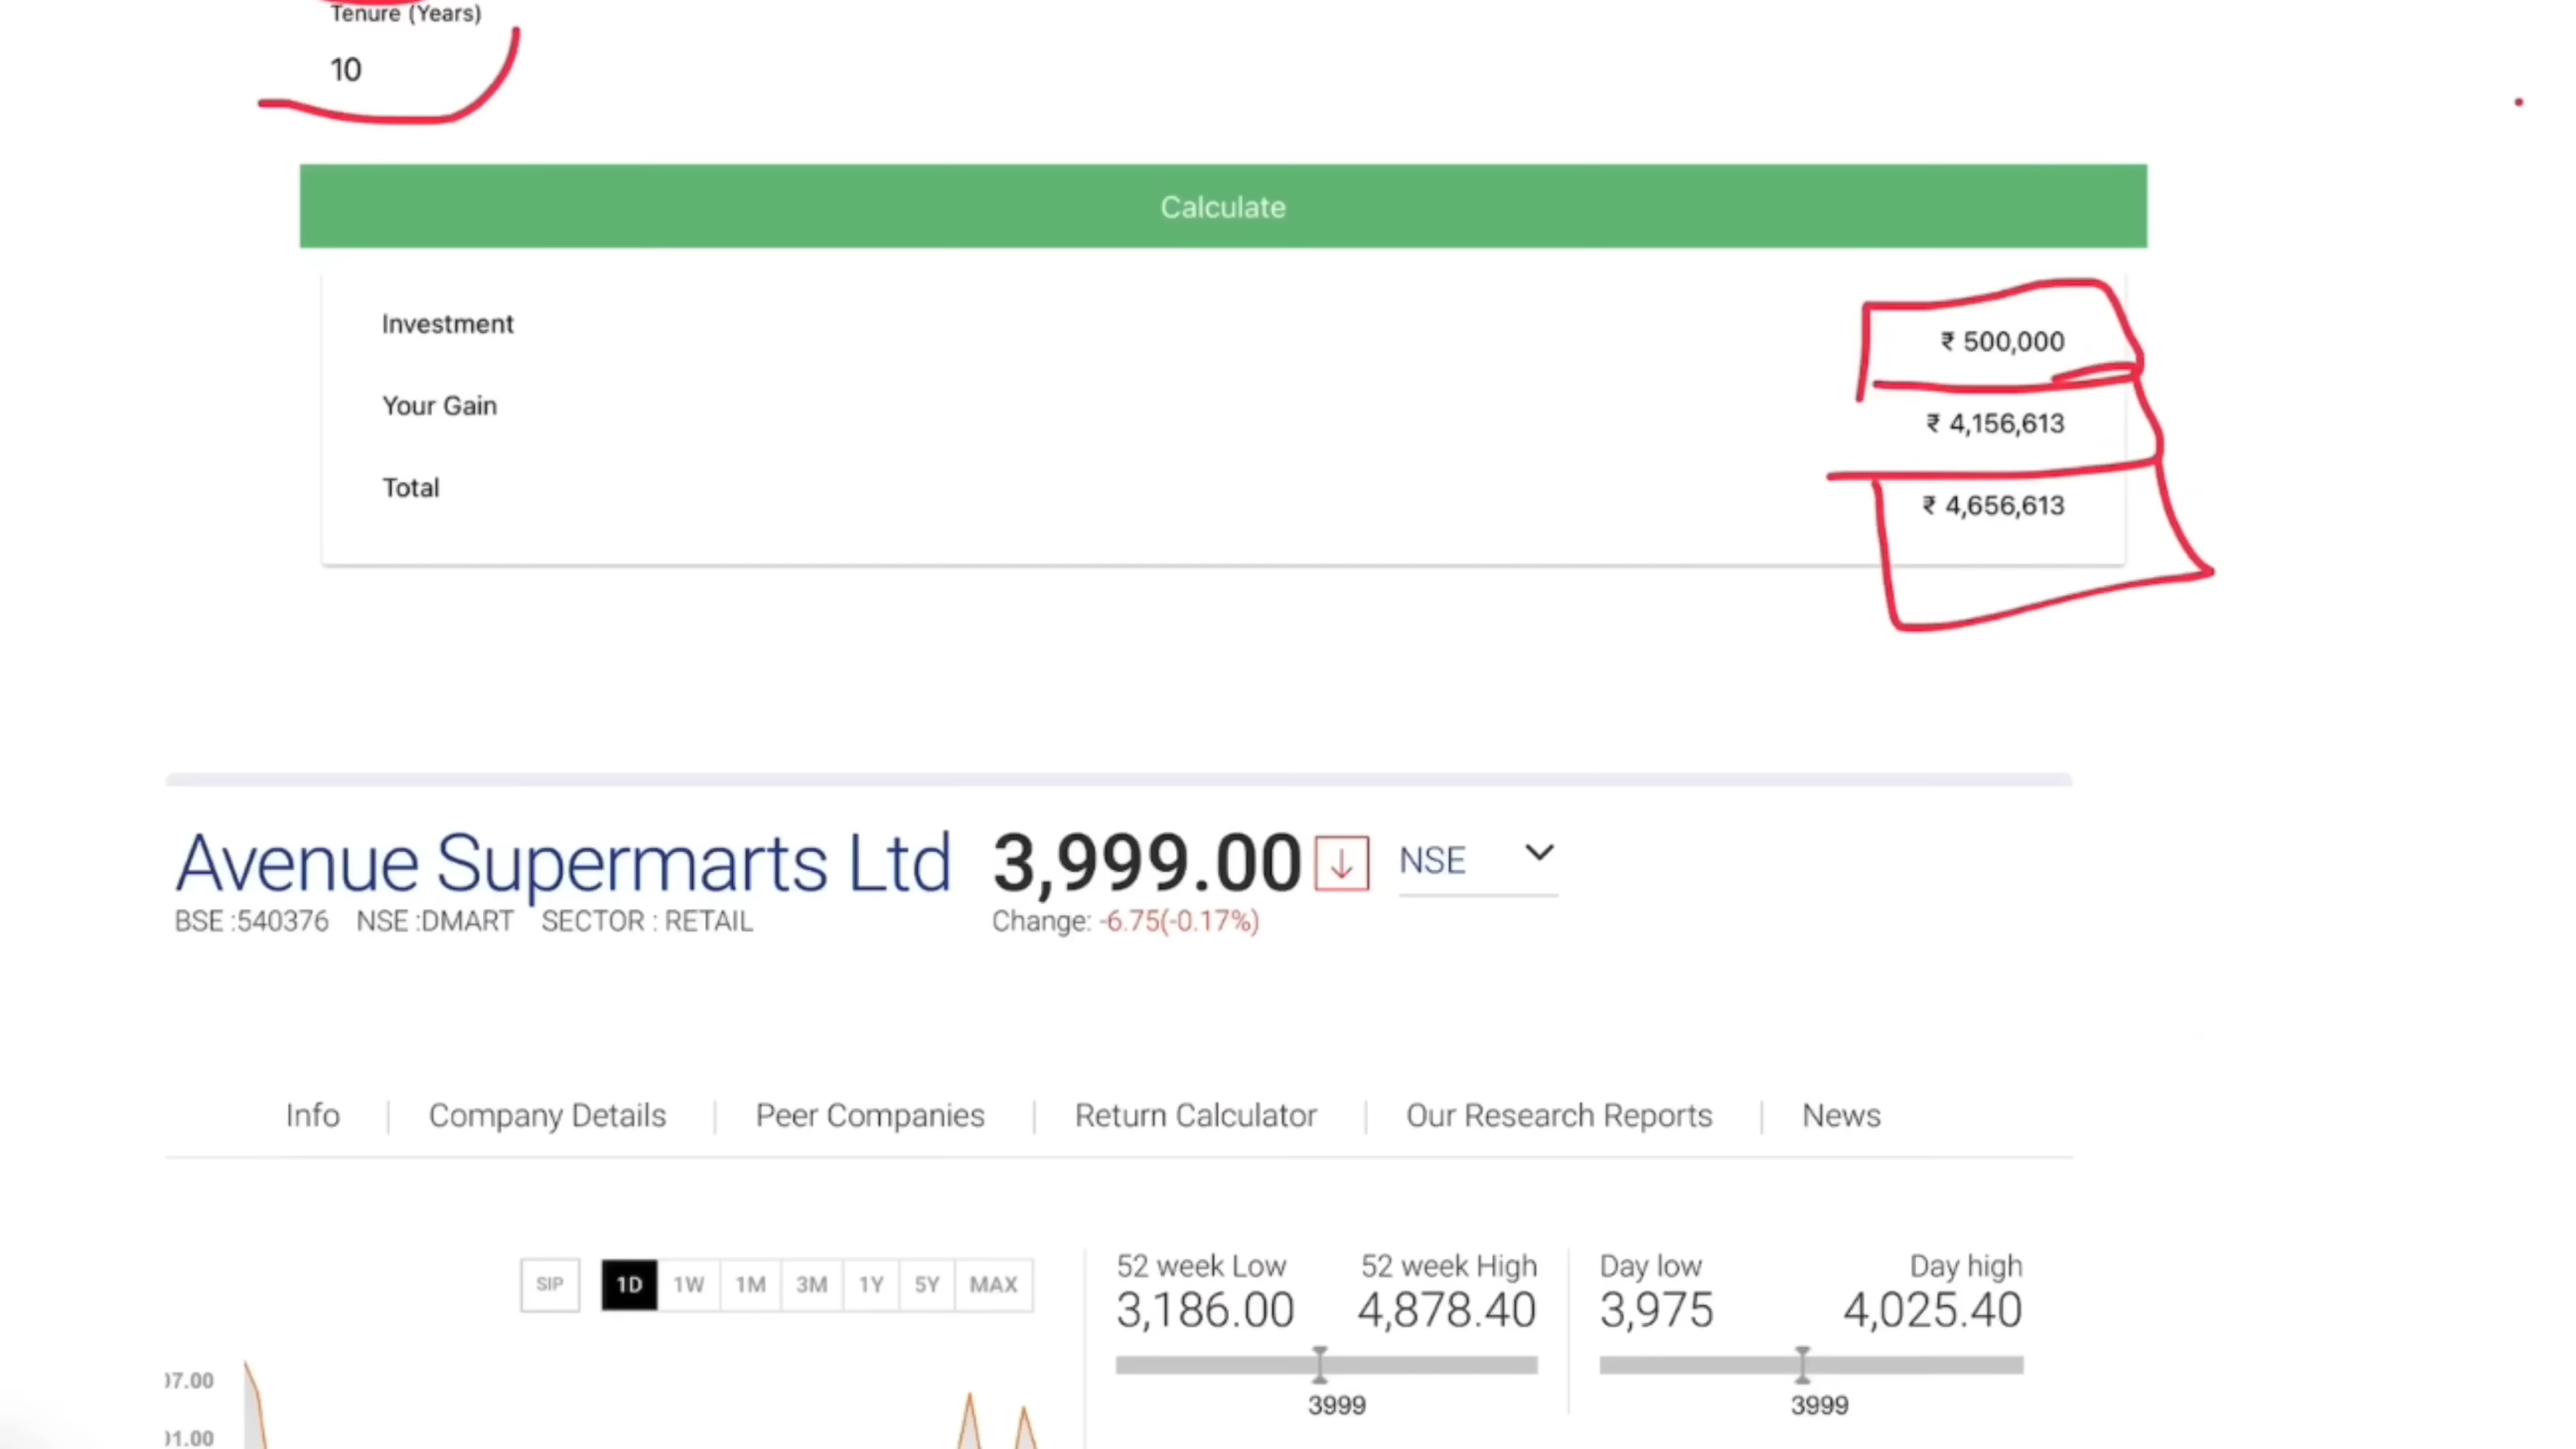 Tenure (Years)
10
Calculate
Investment
₹ 500,000
Your Gain
₹ 4,156,613
Total
₹ 4,656,613
Avenue Supermarts Ltd 3,999.00 NSE
BSE :540376 NSE :DMART SECTOR : RETAIL Change: -6.75(-0.17%)
Info Company Details Peer Companies Return Calculator Our Research Reports News
SIP 1D 1W 1M 3M 1Y 5Y MAX
52 week Low 52 week High Day low Day high
3,186.00 4,878.40 3,975 4,025.40
3999 3999